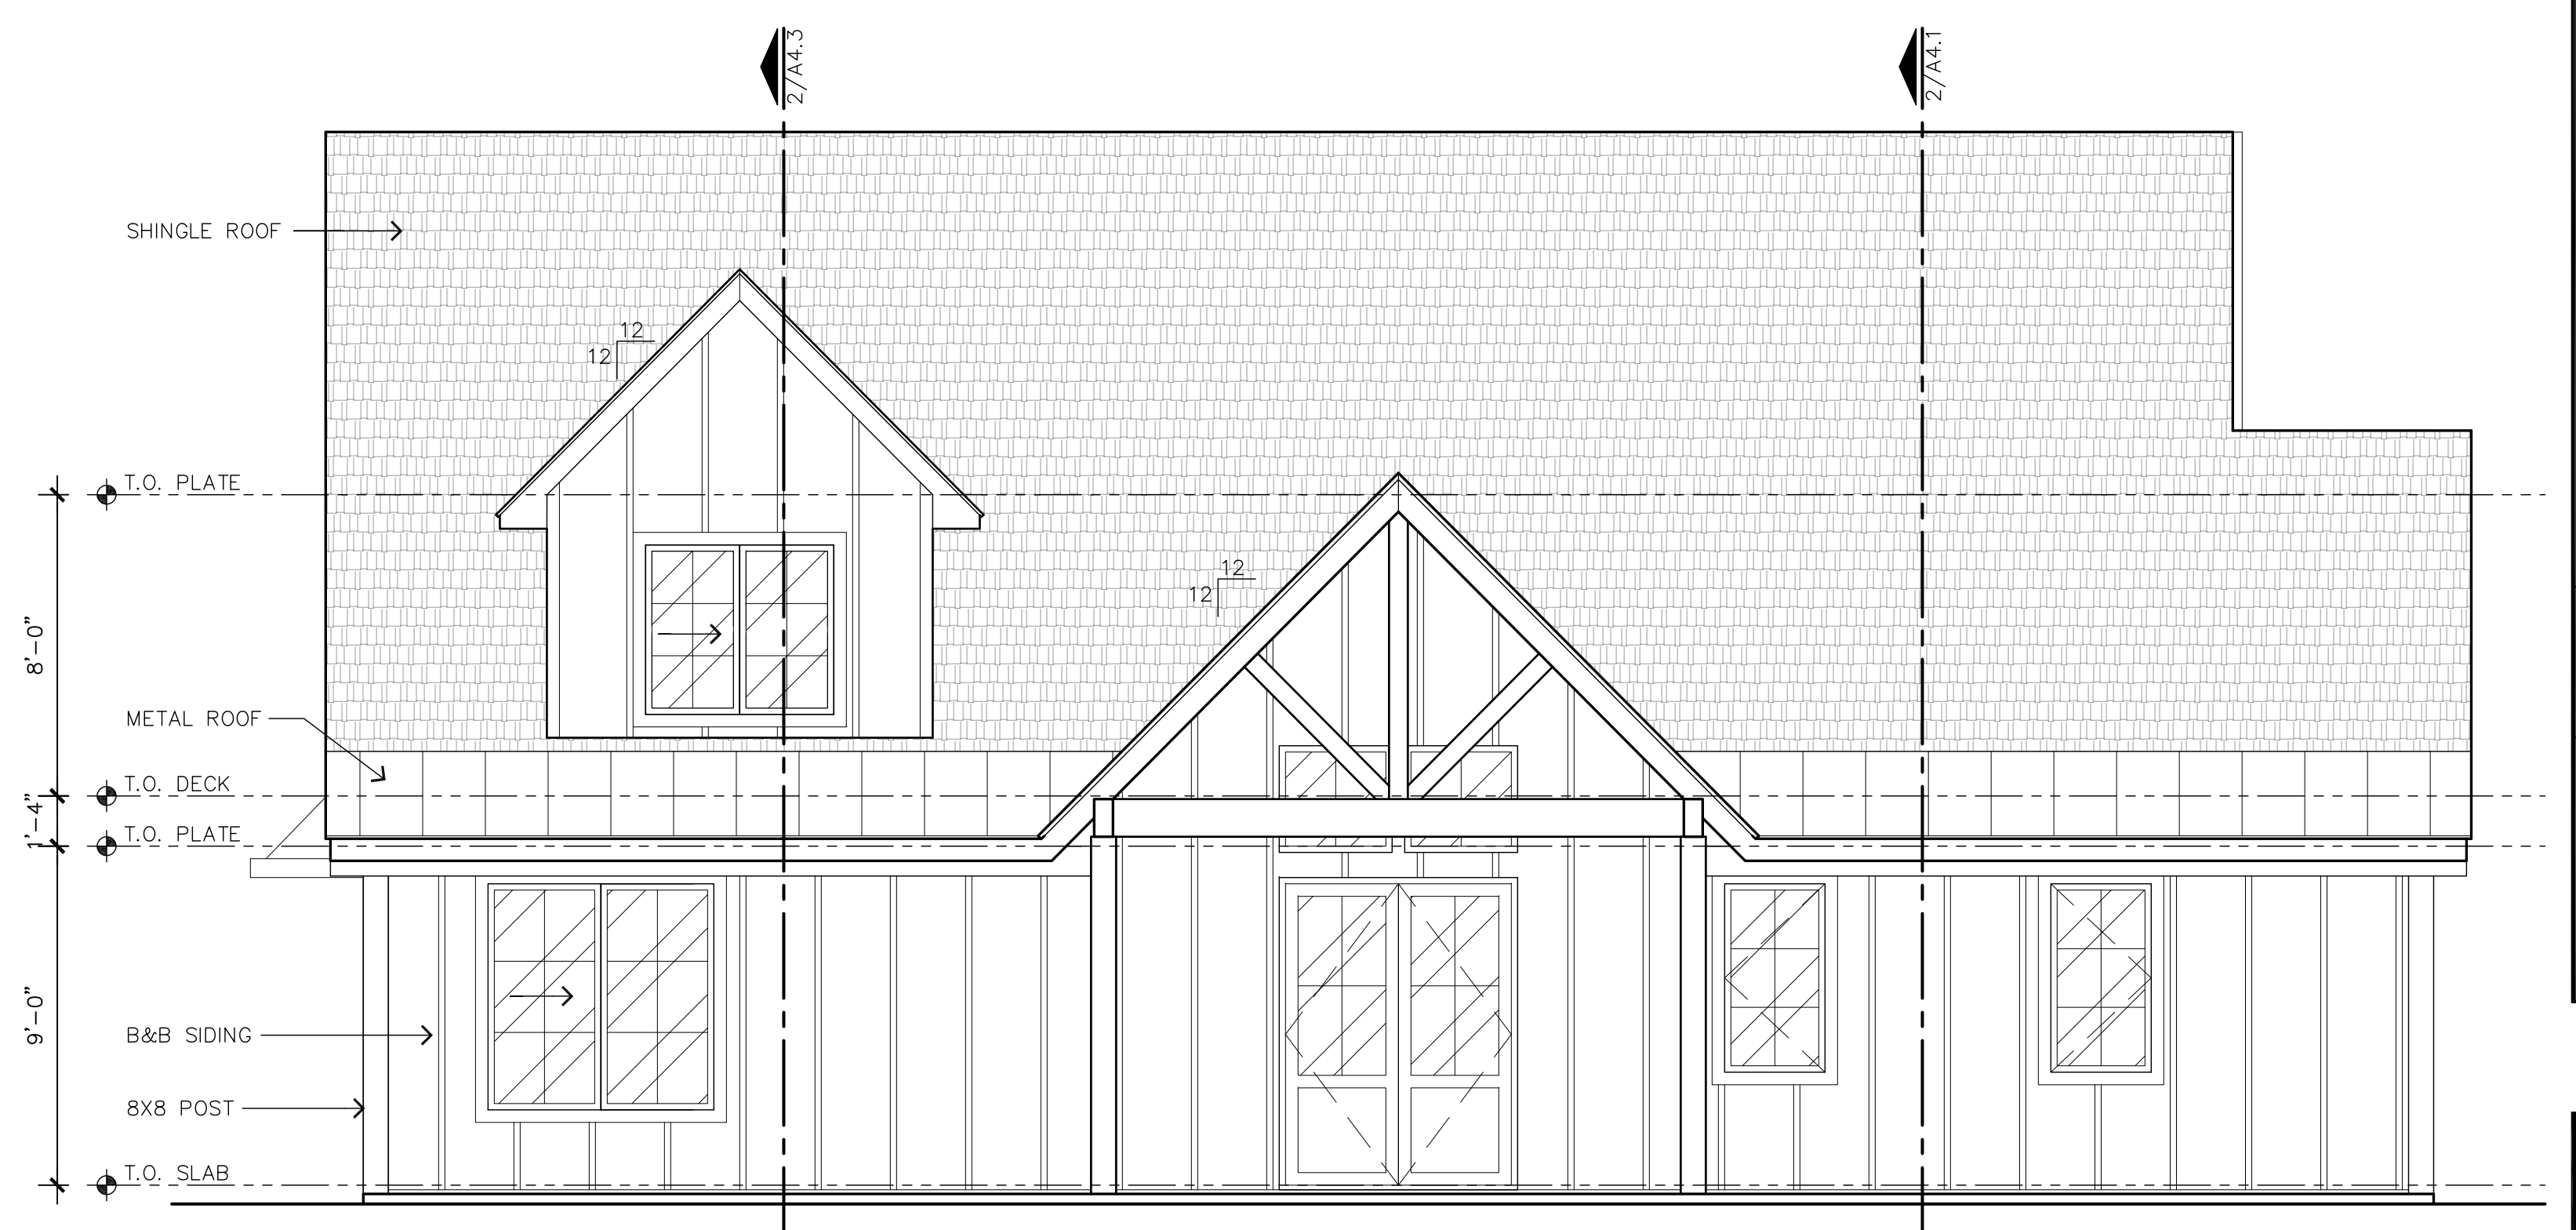 2/A4.3
2/A4.1
SHINGLE ROOF
12
12
T.O. PLATE
12
12
8'-0"
METAL ROOF
T.O. DECK
1'-4"
T.O. PLATE
9'-0"
B&B SIDING
8X8 POST
T.O. SLAB